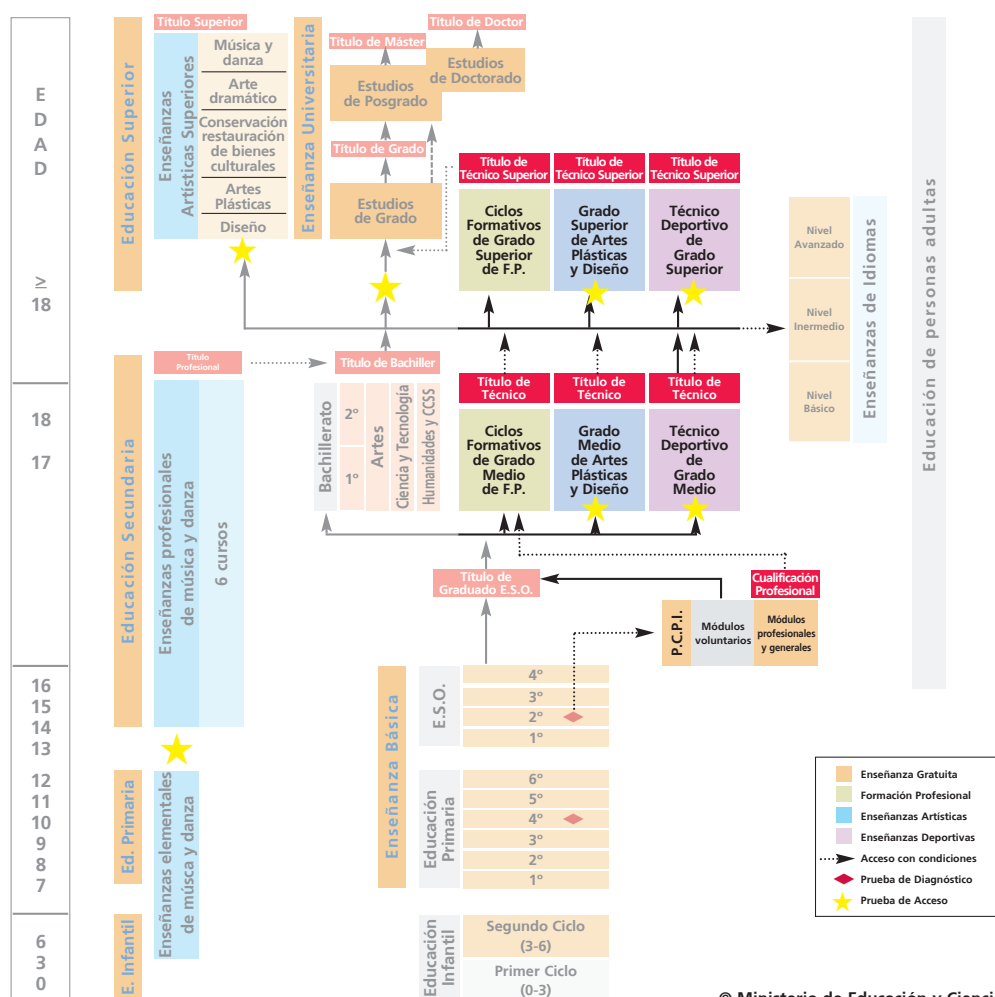 E
D
A
D
≥
18
18
17
16
15
14
13
12
11
10
9
8
7
6
3
0
Educación Superior
Educación Secundaria
Ed. Primaria
E. Infantil
Título Superior
Enseñanzas
Artísticas Superiores
Música y
danza
Arte
dramático
Conservación
restauración
de bienes
culturales
Artes
Plásticas
Diseño
Enseñanza Universitaria
Título de Doctor
Título de Máster
Estudios
de Doctorado
Estudios
de Posgrado
Título de Grado
Estudios
de Grado
Título de
Técnico Superior
Título de
Técnico Superior
Título de
Técnico Superior
Ciclos
Formativos
de Grado
Superior
de F.P.
Grado
Superior
de Artes
Plásticas
y Diseño
Técnico
Deportivo
de
Grado
Superior
Nivel
Avanzado
Nivel
Inermedio
Nivel
Básico
Enseñanzas de Idiomas
Educación de personas adultas
Título
Profesional
Título de Bachiller
Enseñanzas profesionales
de música y danza
6 cursos
Bachillerato
2º
1º
Artes
Ciencia y Tecnología
Humanidades y CCSS
Título de
Técnico
Título de
Técnico
Título de
Técnico
Ciclos
Formativos
de Grado
Medio
de F.P.
Grado
Medio
de Artes
Plásticas
y Diseño
Técnico
Deportivo
de
Grado
Medio
Título de
Graduado E.S.O.
Cualificación
Profesional
P.C.P.I.
Módulos
voluntarios
Módulos
profesionales
y generales
Enseñanza Básica
E.S.O.
4º
3º
2º
1º
Educación
Primaria
6º
5º
4º
3º
2º
1º
Enseñanzas elementales
de músca y danza
Educación
Infantil
Segundo Ciclo
(3-6)
Primer Ciclo
(0-3)
Enseñanza Gratuita
Formación Profesional
Enseñanzas Artísticas
Enseñanzas Deportivas
Acceso con condiciones
Prueba de Diagnóstico
Prueba de Acceso
© Ministerio de Educación y Cienci